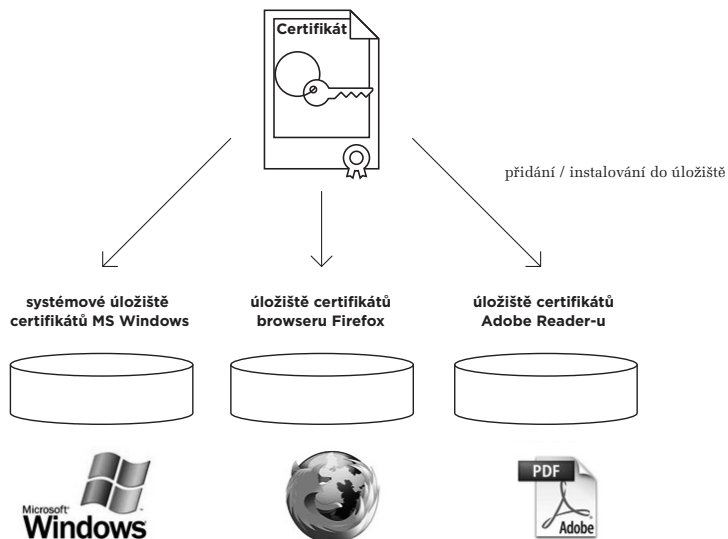 Certifikát
přidání / instalování do úložiště
systémové úložiště
certifikátů MS Windows
úložiště certifikátů
browseru Firefox
úložiště certifikátů
Adobe Reader-u
Microsoft
Windows
PDF
Adobe